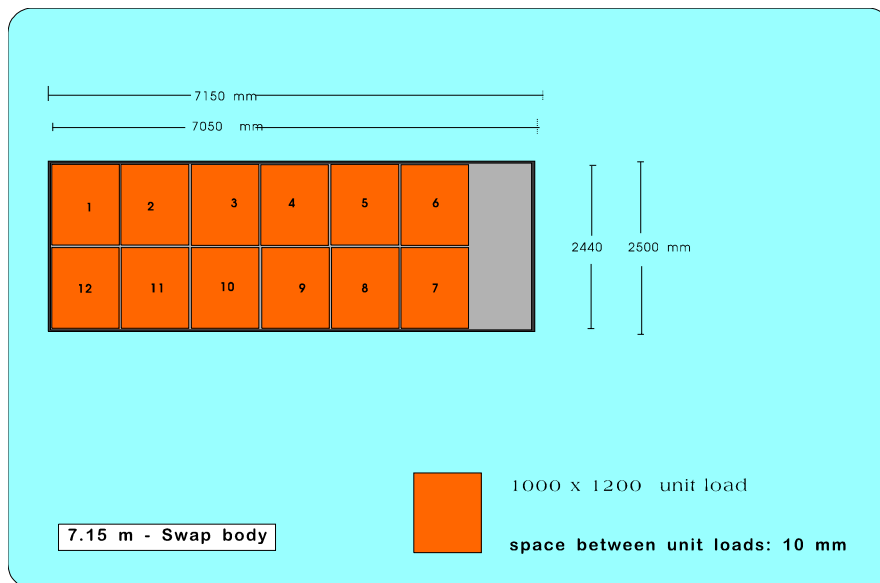 7150 mm
7050 mm
1 2 3 4 5 6
2440 2500 mm
12 11 10 9 8 7
1000 x 1200 unit load
7.15 m - Swap body
space between unit loads: 10 mm